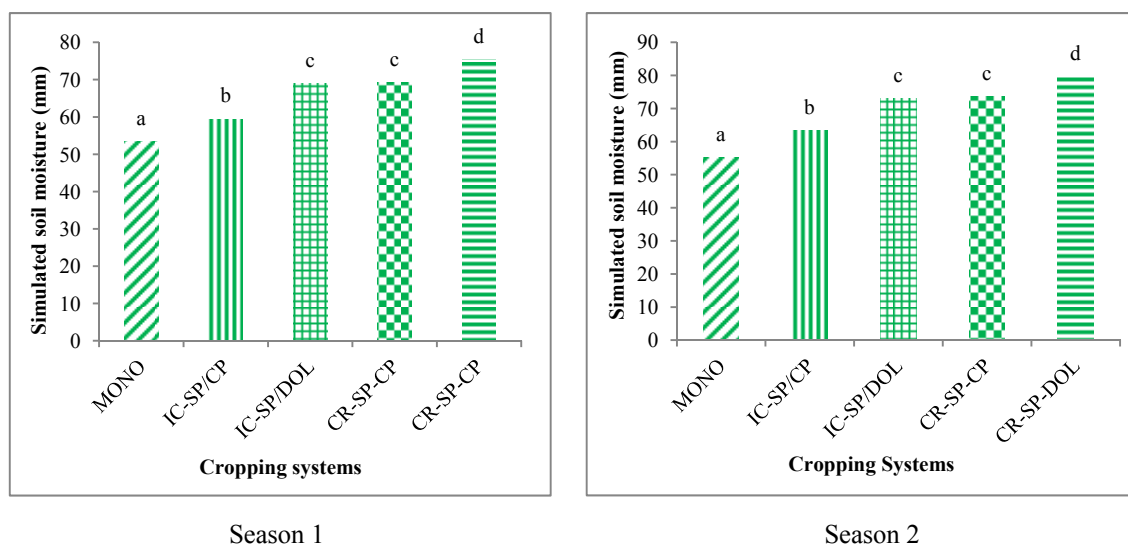 Simulated soil moisture (mm)
80
70
60
50
40
30
20
10
0
a
b
c
c
d
MONO
IC-SP/CP
IC-SP/DOL
CR-SP-CP
CR-SP-CP
Cropping systems
Season 1
Simulated soil moisture (mm)
90
80
70
60
50
40
30
20
10
0
a
b
c
c
d
MONO
IC-SP/CP
IC-SP/DOL
CR-SP-CP
CR-SP-DOL
Cropping Systems
Season 2